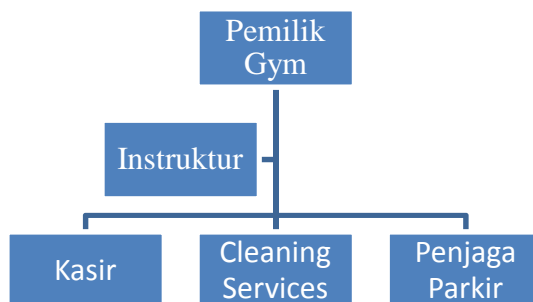 Pemilik
Gym
Instruktur
Kasir
Cleaning
Services
Penjaga
Parkir